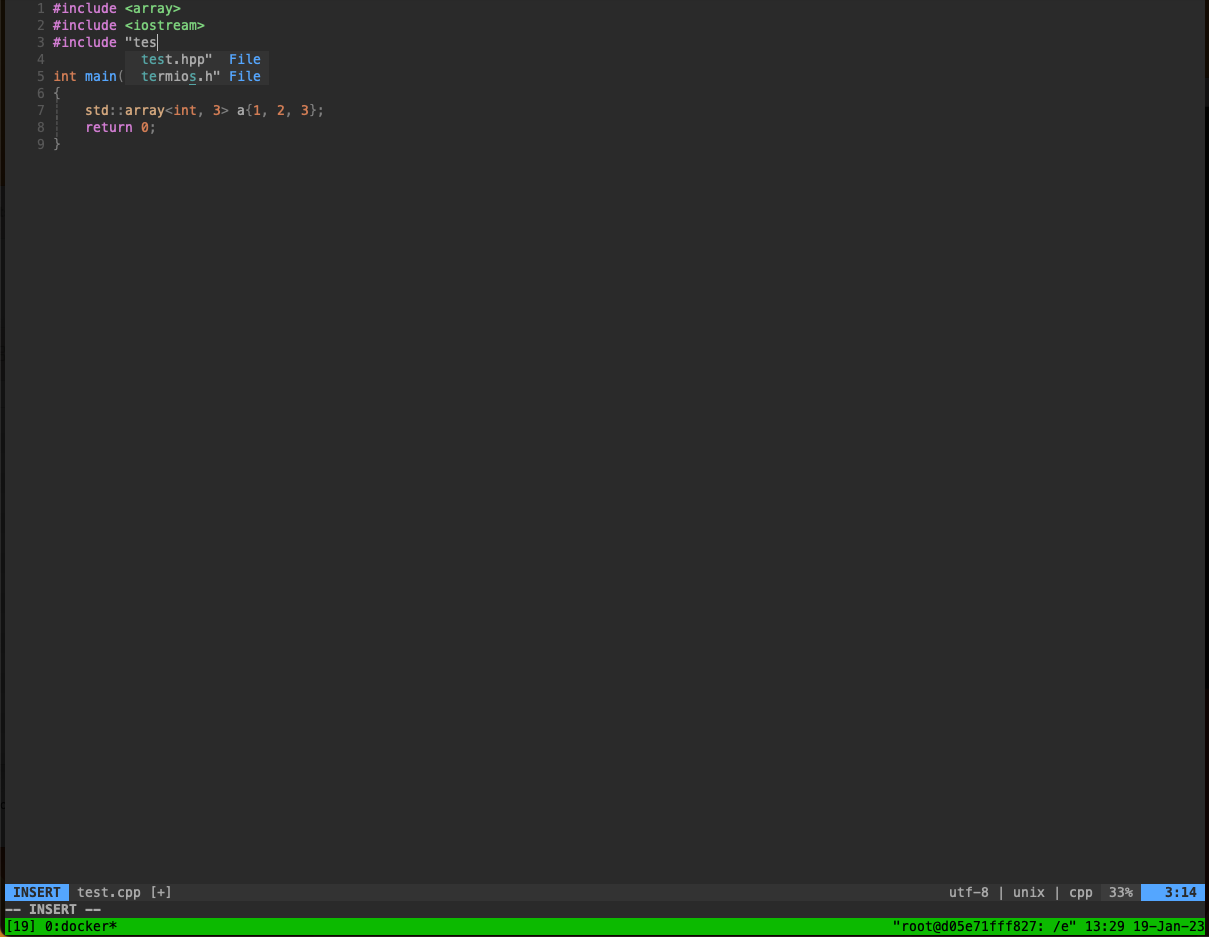 1 #include <array>
2 #include <iostream>
3 #include "tes
4 test.hpp" File
5 int main( termios.h" File
6 {
7 std::array<int, 3> a{1, 2, 3};
8 return 0;
9 }
INSERT test.cpp [+] utf-8 | unix | cpp 33% 3:14
-- INSERT --
[19] 0:docker* "root@d05e71fff827: /e" 13:29 19-Jan-23